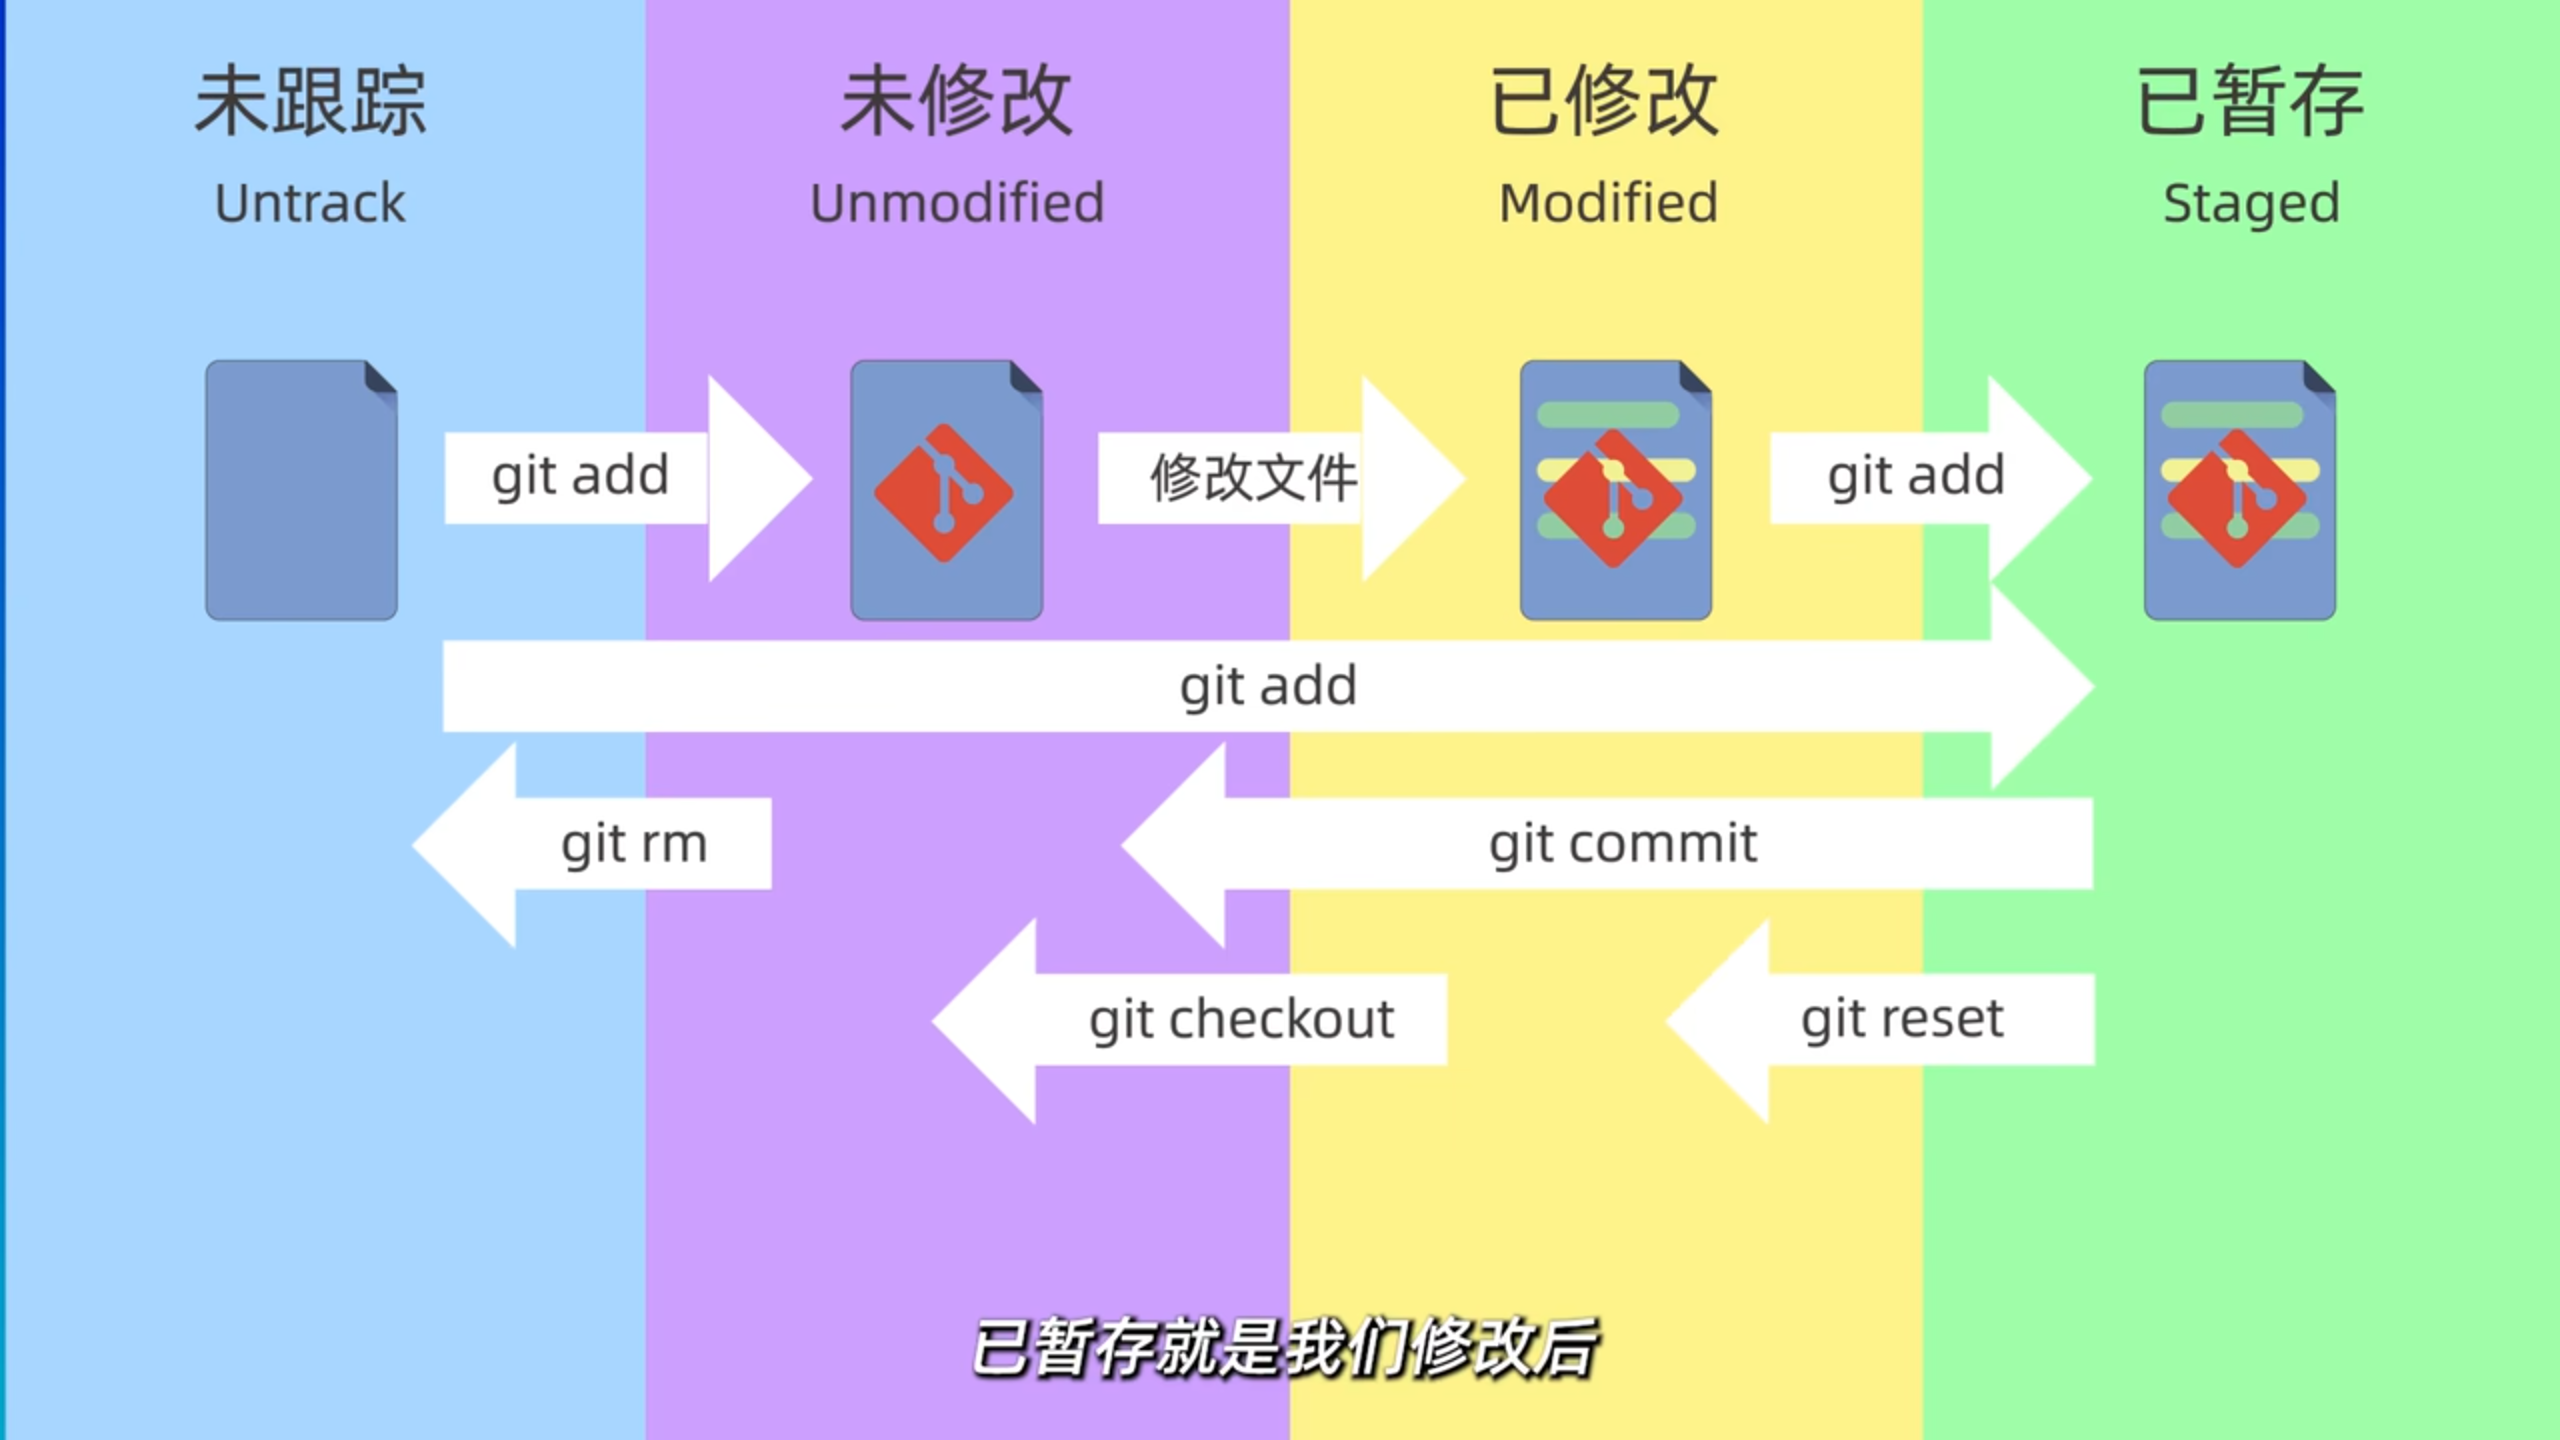 未跟踪
Untrack
未修改
Unmodified
已修改
Modified
已暂存
Staged
git add
修改文件
git add
git add
git rm
git commit
git checkout
git reset
已暂存就是我们修改后